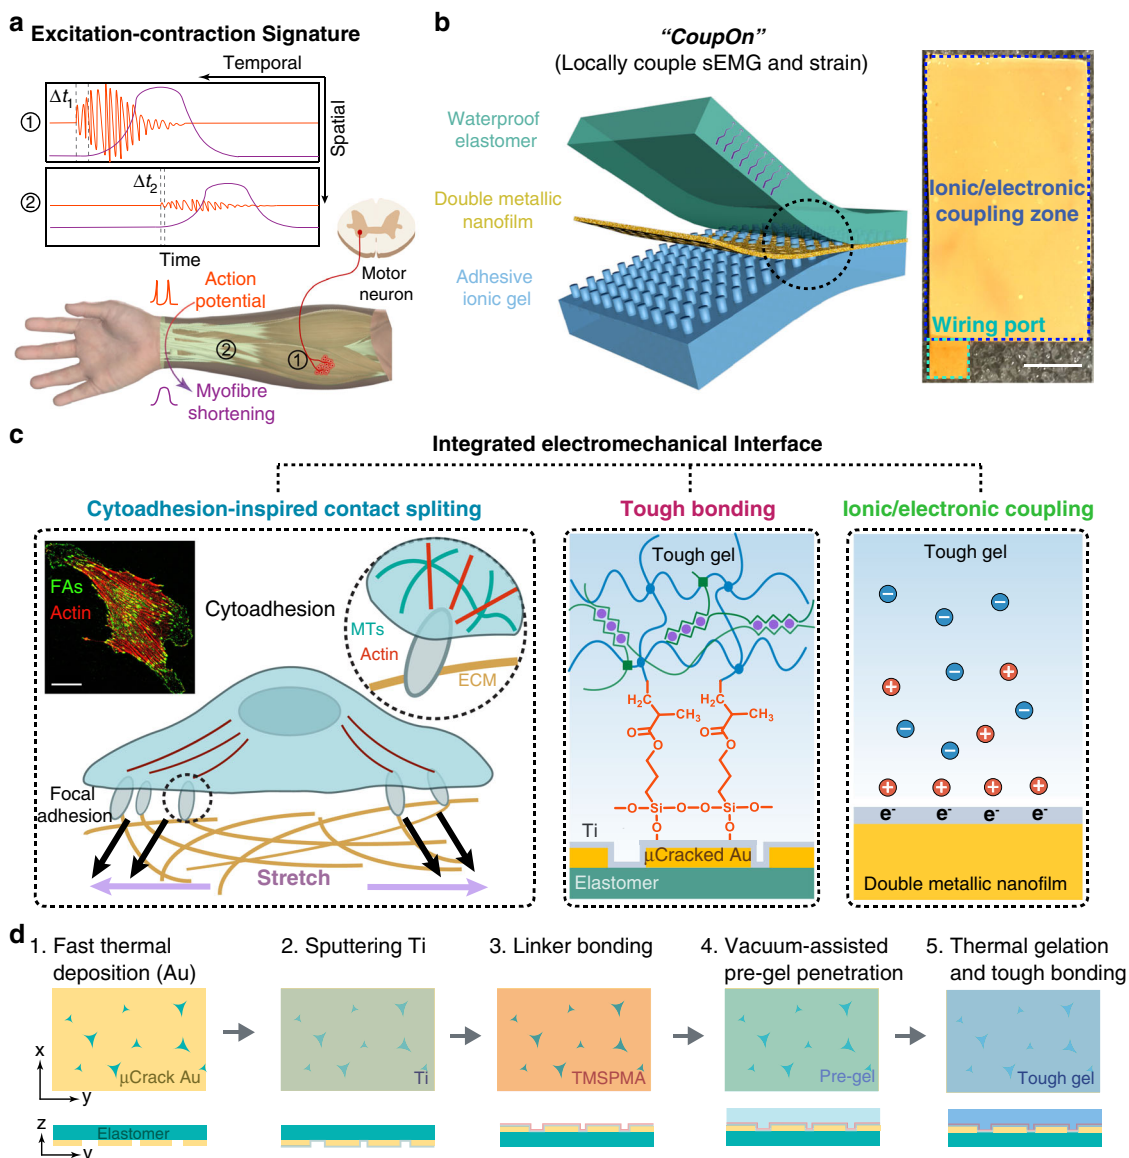 a
Excitation-contraction Signature
Temporal
Spatial
Δt1
①
Δt2
②
Time
Action
potential
Motor
neuron
②
①
Myofibre
shortening
b
“CoupOn”
(Locally couple sEMG and strain)
Waterproof
elastomer
Double metallic
nanofilm
Adhesive
ionic gel
Ionic/electronic
coupling zone
Wiring port
c
Integrated electromechanical Interface
Cytoadhesion-inspired contact spliting
FAs
Actin
Cytoadhesion
MTs
Actin
ECM
Focal
adhesion
Stretch
Tough bonding
Tough gel
H2C
CH3
H2C
CH3
O
O
O
O
Si
O
O
Si
O
O
O
O
Ti
μCracked Au
Elastomer
Ionic/electronic coupling
Tough gel
−
−
−
−
+
+
−
−
+
−
+
+
+
+
e- e- e- e-
Double metallic nanofilm
d
1. Fast thermal
deposition (Au)
2. Sputtering Ti
3. Linker bonding
4. Vacuum-assisted
pre-gel penetration
5. Thermal gelation
and tough bonding
x
y
μCrack Au
Ti
TMSPMA
Pre-gel
Tough gel
z
y
Elastomer